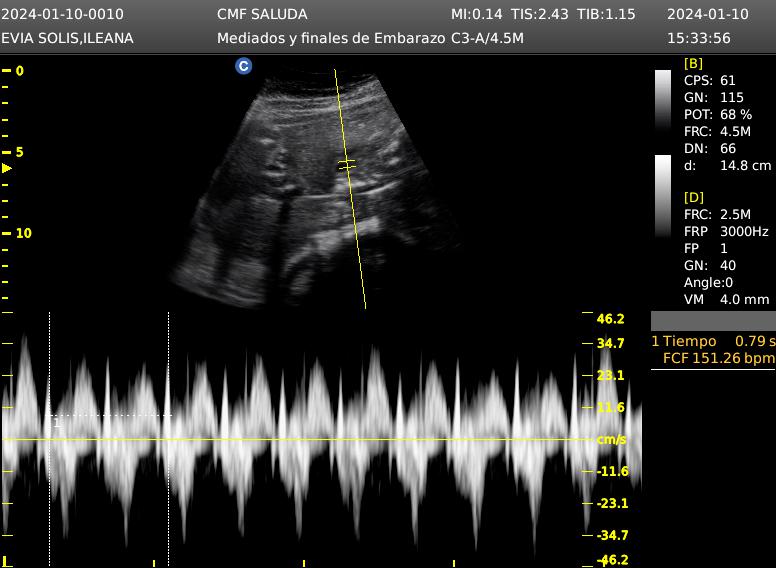 2024-01-10-0010 CMF SALUDA MI:0.14 TIS:2.43 TIB:1.15 2024-01-10
EVIA SOLIS,ILEANA Mediados y finales de Embarazo C3-A/4.5M 15:33:56
C
0
5
10
[B]
CPS: 61
GN: 115
POT: 68 %
FRC: 4.5M
DN: 66
d: 14.8 cm
[D]
FRC: 2.5M
FRP 3000Hz
FP 1
GN: 40
Angle:0
VM 4.0 mm
1 Tiempo 0.79 s
FCF 151.26 bpm
46.2
34.7
23.1
11.6
cm/s
-11.6
-23.1
-34.7
-46.2
1